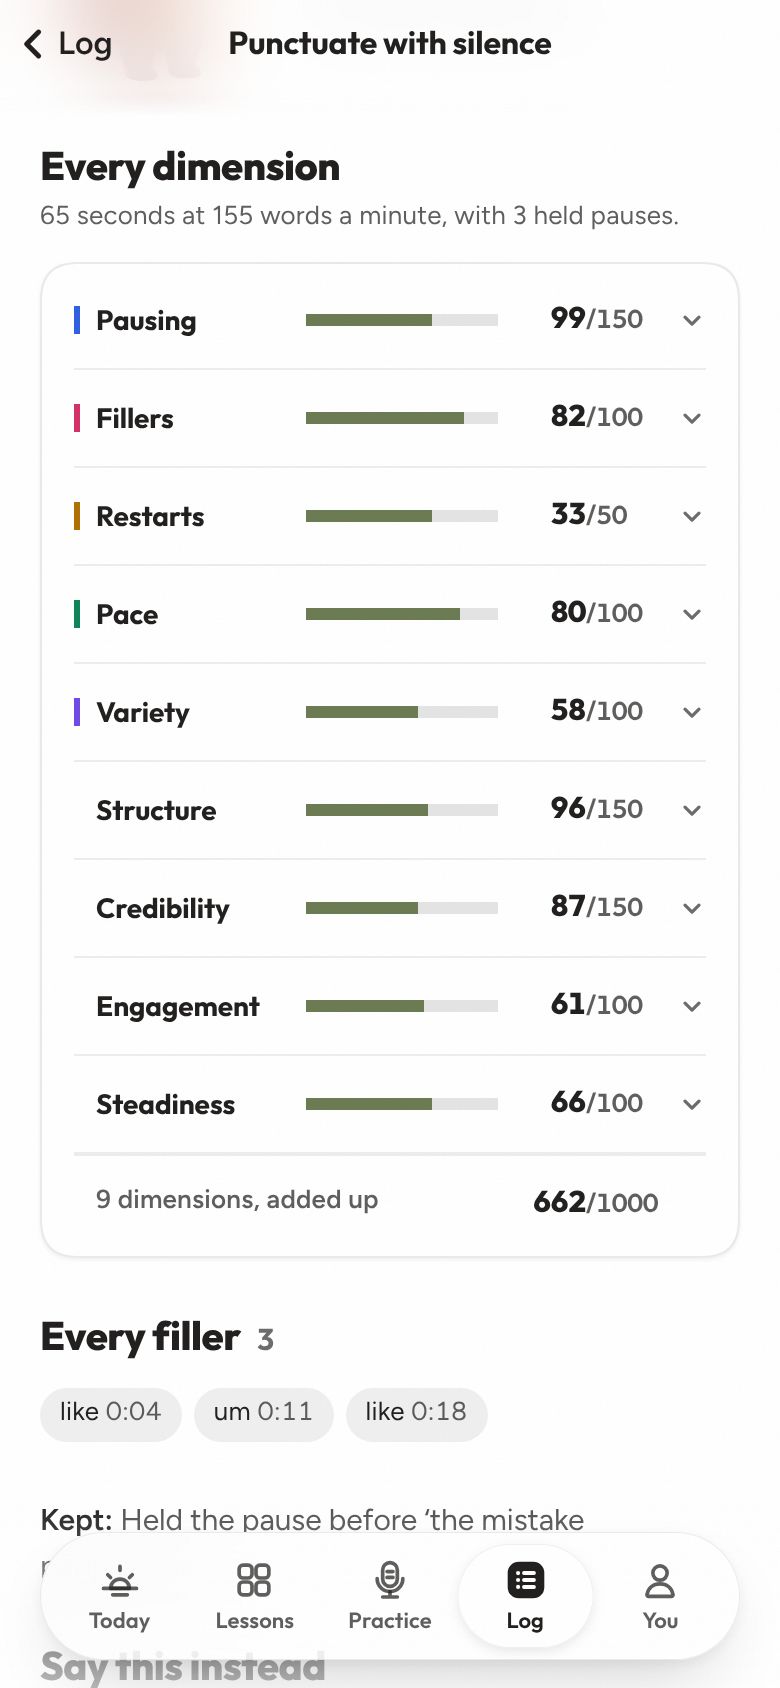 Log
Punctuate with silence
Every dimension
65 seconds at 155 words a minute, with 3 held pauses.
Pausing 99/150
Fillers 82/100
Restarts 33/50
Pace 80/100
Variety 58/100
Structure 96/150
Credibility 87/150
Engagement 61/100
Steadiness 66/100
9 dimensions, added up 662/1000
Every filler 3
like 0:04 um 0:11 like 0:18
Kept: Held the pause before ‘the mistake
Today Lessons Practice Log You
Say this instead